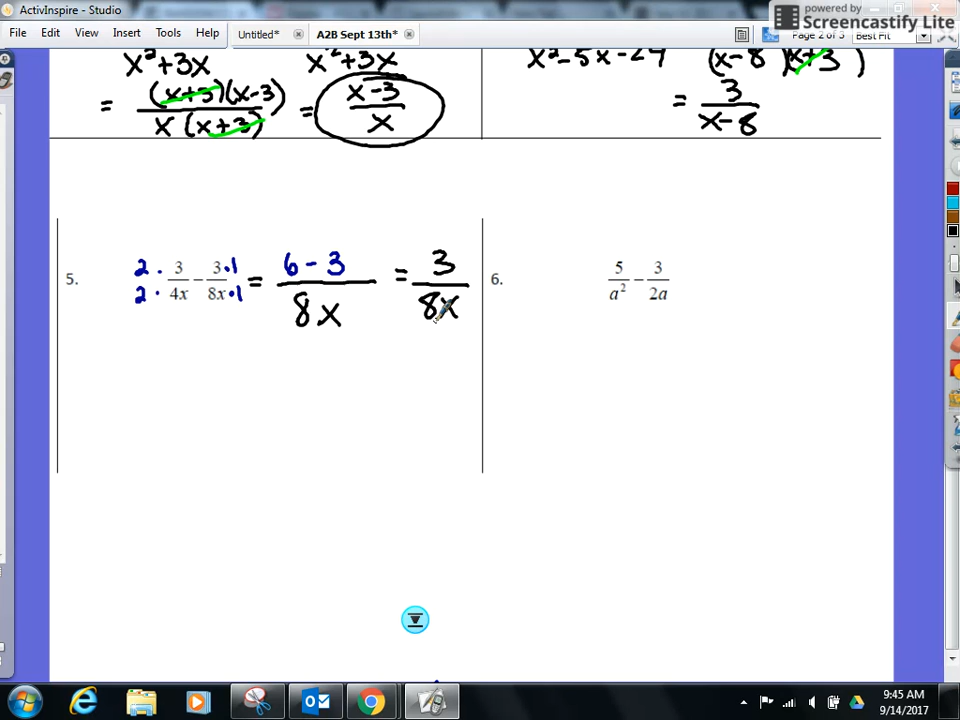 ActivInspire - Studio
powered by
Screencastify Lite
File Edit View Insert Tools Help Untitled* A2B Sept 13th* Page 2 of 5 Best Fit
x²+3x x²+3x
= (x+3)(x-3) / x(x+3) = x-3 / x
x²-5x-24 (x-8)(x+3)
= 3 / x-8
5. 2 · 3 / 2 · 4x − 3 · 1 / 8x · 1 = 6-3 / 8x = 3 / 8x
6. 5 / a² − 3 / 2a
9:45 AM
9/14/2017